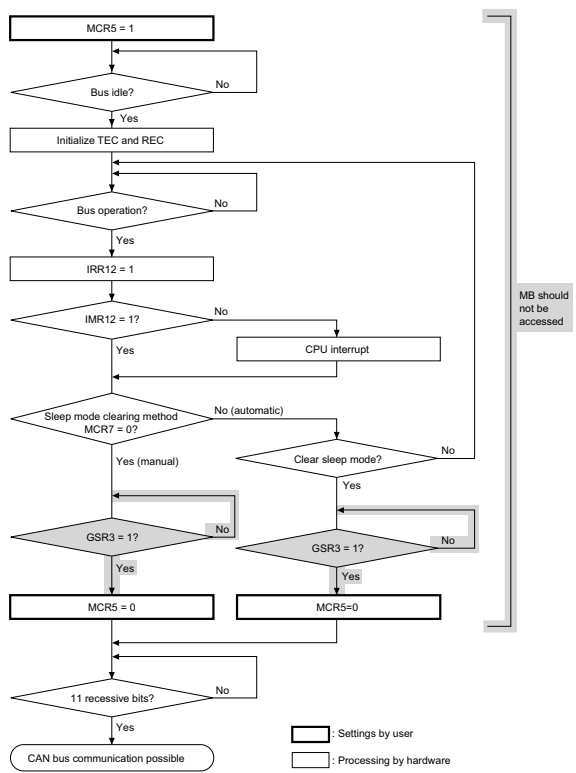 MCR5 = 1
No
Bus idle?
Yes
Initialize TEC and REC
No
Bus operation?
Yes
IRR12 = 1
No
IMR12 = 1?
Yes
CPU interrupt
MB should
not be
accessed
No (automatic)
Sleep mode clearing method
MCR7 = 0?
Yes (manual)
No
Clear sleep mode?
Yes
No
GSR3 = 1?
Yes
No
GSR3 = 1?
Yes
MCR5 = 0
MCR5=0
No
11 recessive bits?
Yes
CAN bus communication possible
: Settings by user
: Processing by hardware